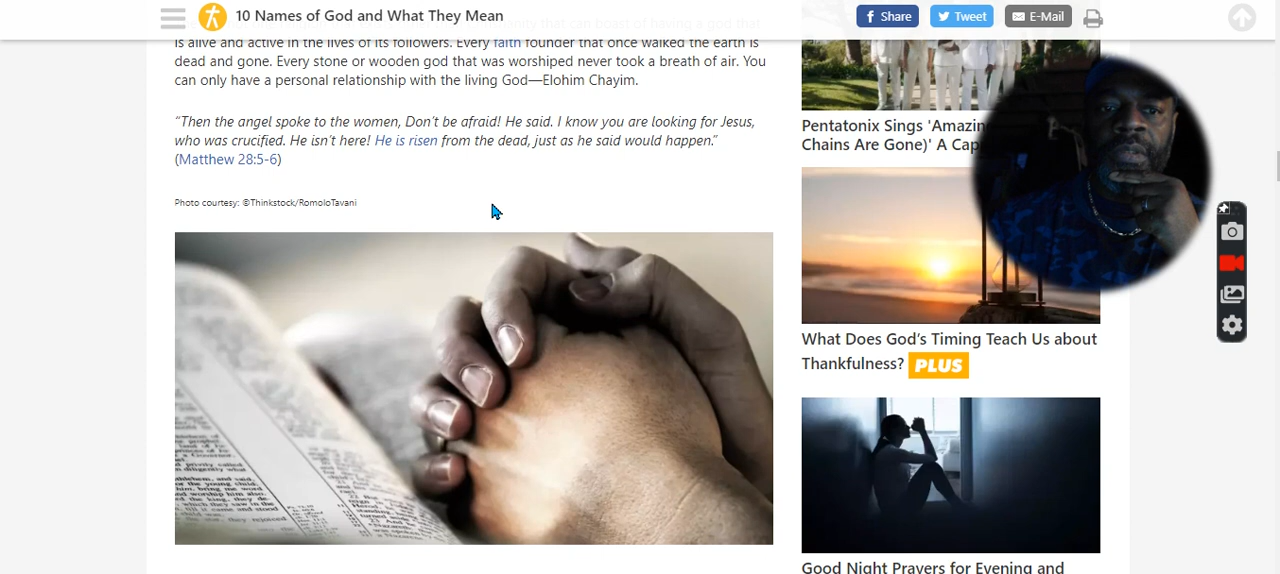 10 Names of God and What They Mean
Share
Tweet
E-Mail
is alive and active in the lives of its followers. Every faith founder that once walked the earth is
dead and gone. Every stone or wooden god that was worshiped never took a breath of air. You
can only have a personal relationship with the living God—Elohim Chayim.
“Then the angel spoke to the women, Don’t be afraid! He said. I know you are looking for Jesus,
who was crucified. He isn’t here! He is risen from the dead, just as he said would happen.”
(Matthew 28:5-6)
Photo courtesy: ©Thinkstock/RomoloTavani
Pentatonix Sings 'Amazin
Chains Are Gone)' A Cap
What Does God’s Timing Teach Us about
Thankfulness? PLUS
Good Night Prayers for Evening and